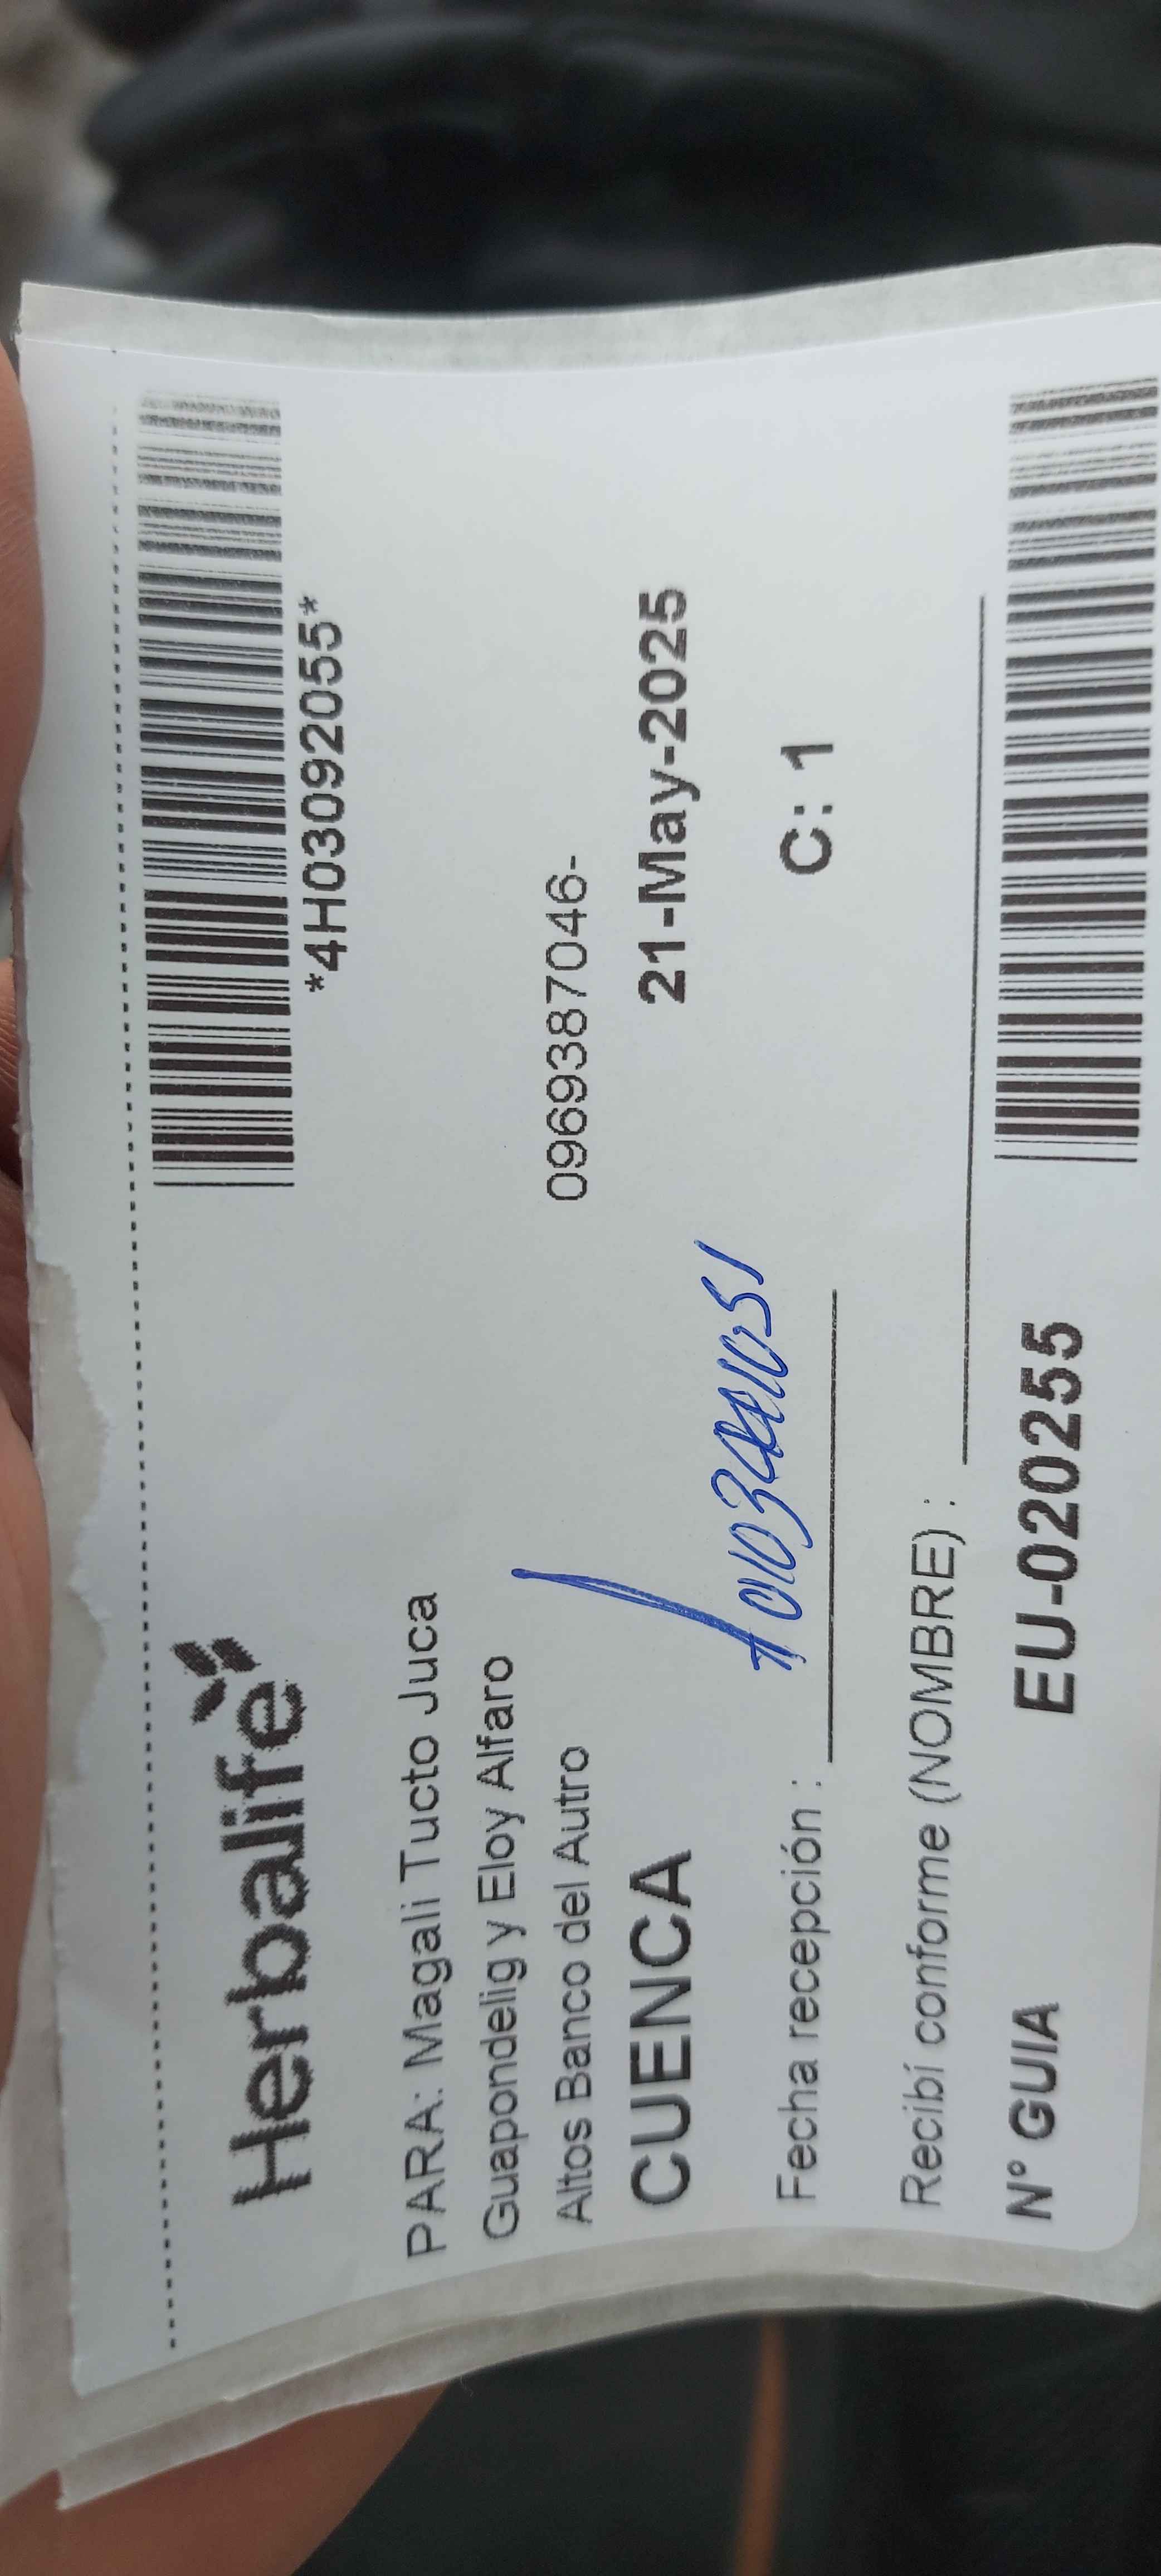 *4H03092055*
Herbalife
PARA: Magali Tucto Juca
Guapondelig y Eloy Alfaro
Altos Banco del Autro 0969387046-
CUENCA 21-May-2025
Fecha recepción : C: 1
Recibí conforme (NOMBRE) :
N° GUIA EU-020255